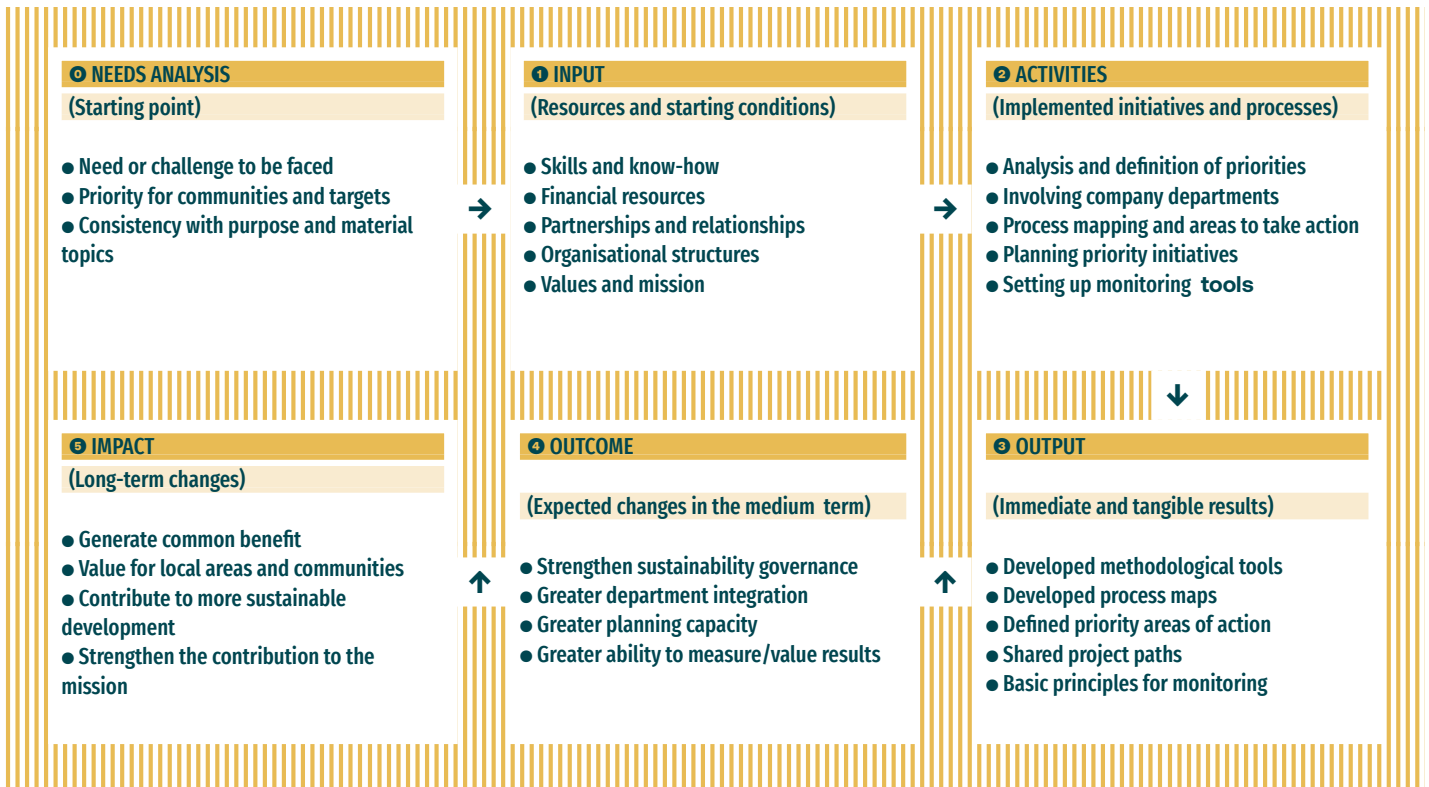 ⓿ NEEDS ANALYSIS
(Starting point)
● Need or challenge to be faced
● Priority for communities and targets
● Consistency with purpose and material
topics
→
❶ INPUT
(Resources and starting conditions)
● Skills and know-how
● Financial resources
● Partnerships and relationships
● Organisational structures
● Values and mission
→
❷ ACTIVITIES
(Implemented initiatives and processes)
● Analysis and definition of priorities
● Involving company departments
● Process mapping and areas to take action
● Planning priority initiatives
● Setting up monitoring tools
↓
❸ OUTPUT
(Immediate and tangible results)
● Developed methodological tools
● Developed process maps
● Defined priority areas of action
● Shared project paths
● Basic principles for monitoring
↑
❹ OUTCOME
(Expected changes in the medium term)
● Strengthen sustainability governance
● Greater department integration
● Greater planning capacity
● Greater ability to measure/value results
↑
❺ IMPACT
(Long-term changes)
● Generate common benefit
● Value for local areas and communities
● Contribute to more sustainable
development
● Strengthen the contribution to the
mission